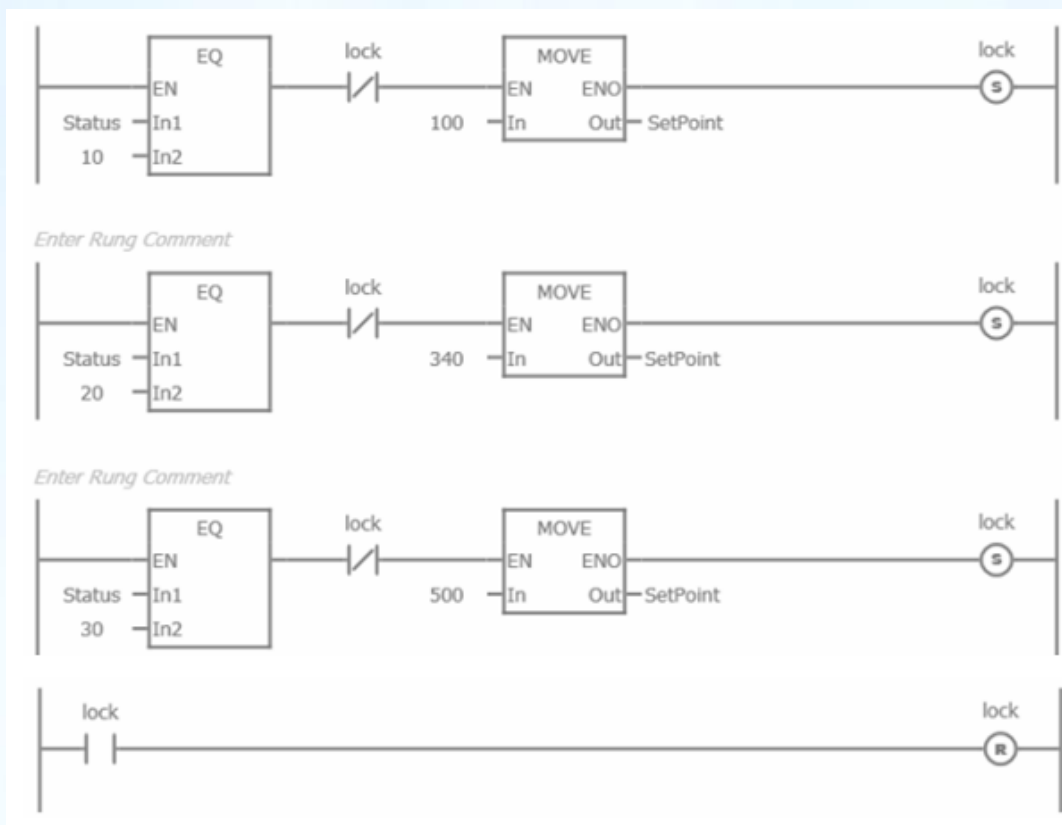 EQ
lock
MOVE
lock
EN
EN ENO
S
Status In1
100 In Out SetPoint
10 In2
Enter Rung Comment
EQ
lock
MOVE
lock
EN
EN ENO
S
Status In1
340 In Out SetPoint
20 In2
Enter Rung Comment
EQ
lock
MOVE
lock
EN
EN ENO
S
Status In1
500 In Out SetPoint
30 In2
lock
lock
R